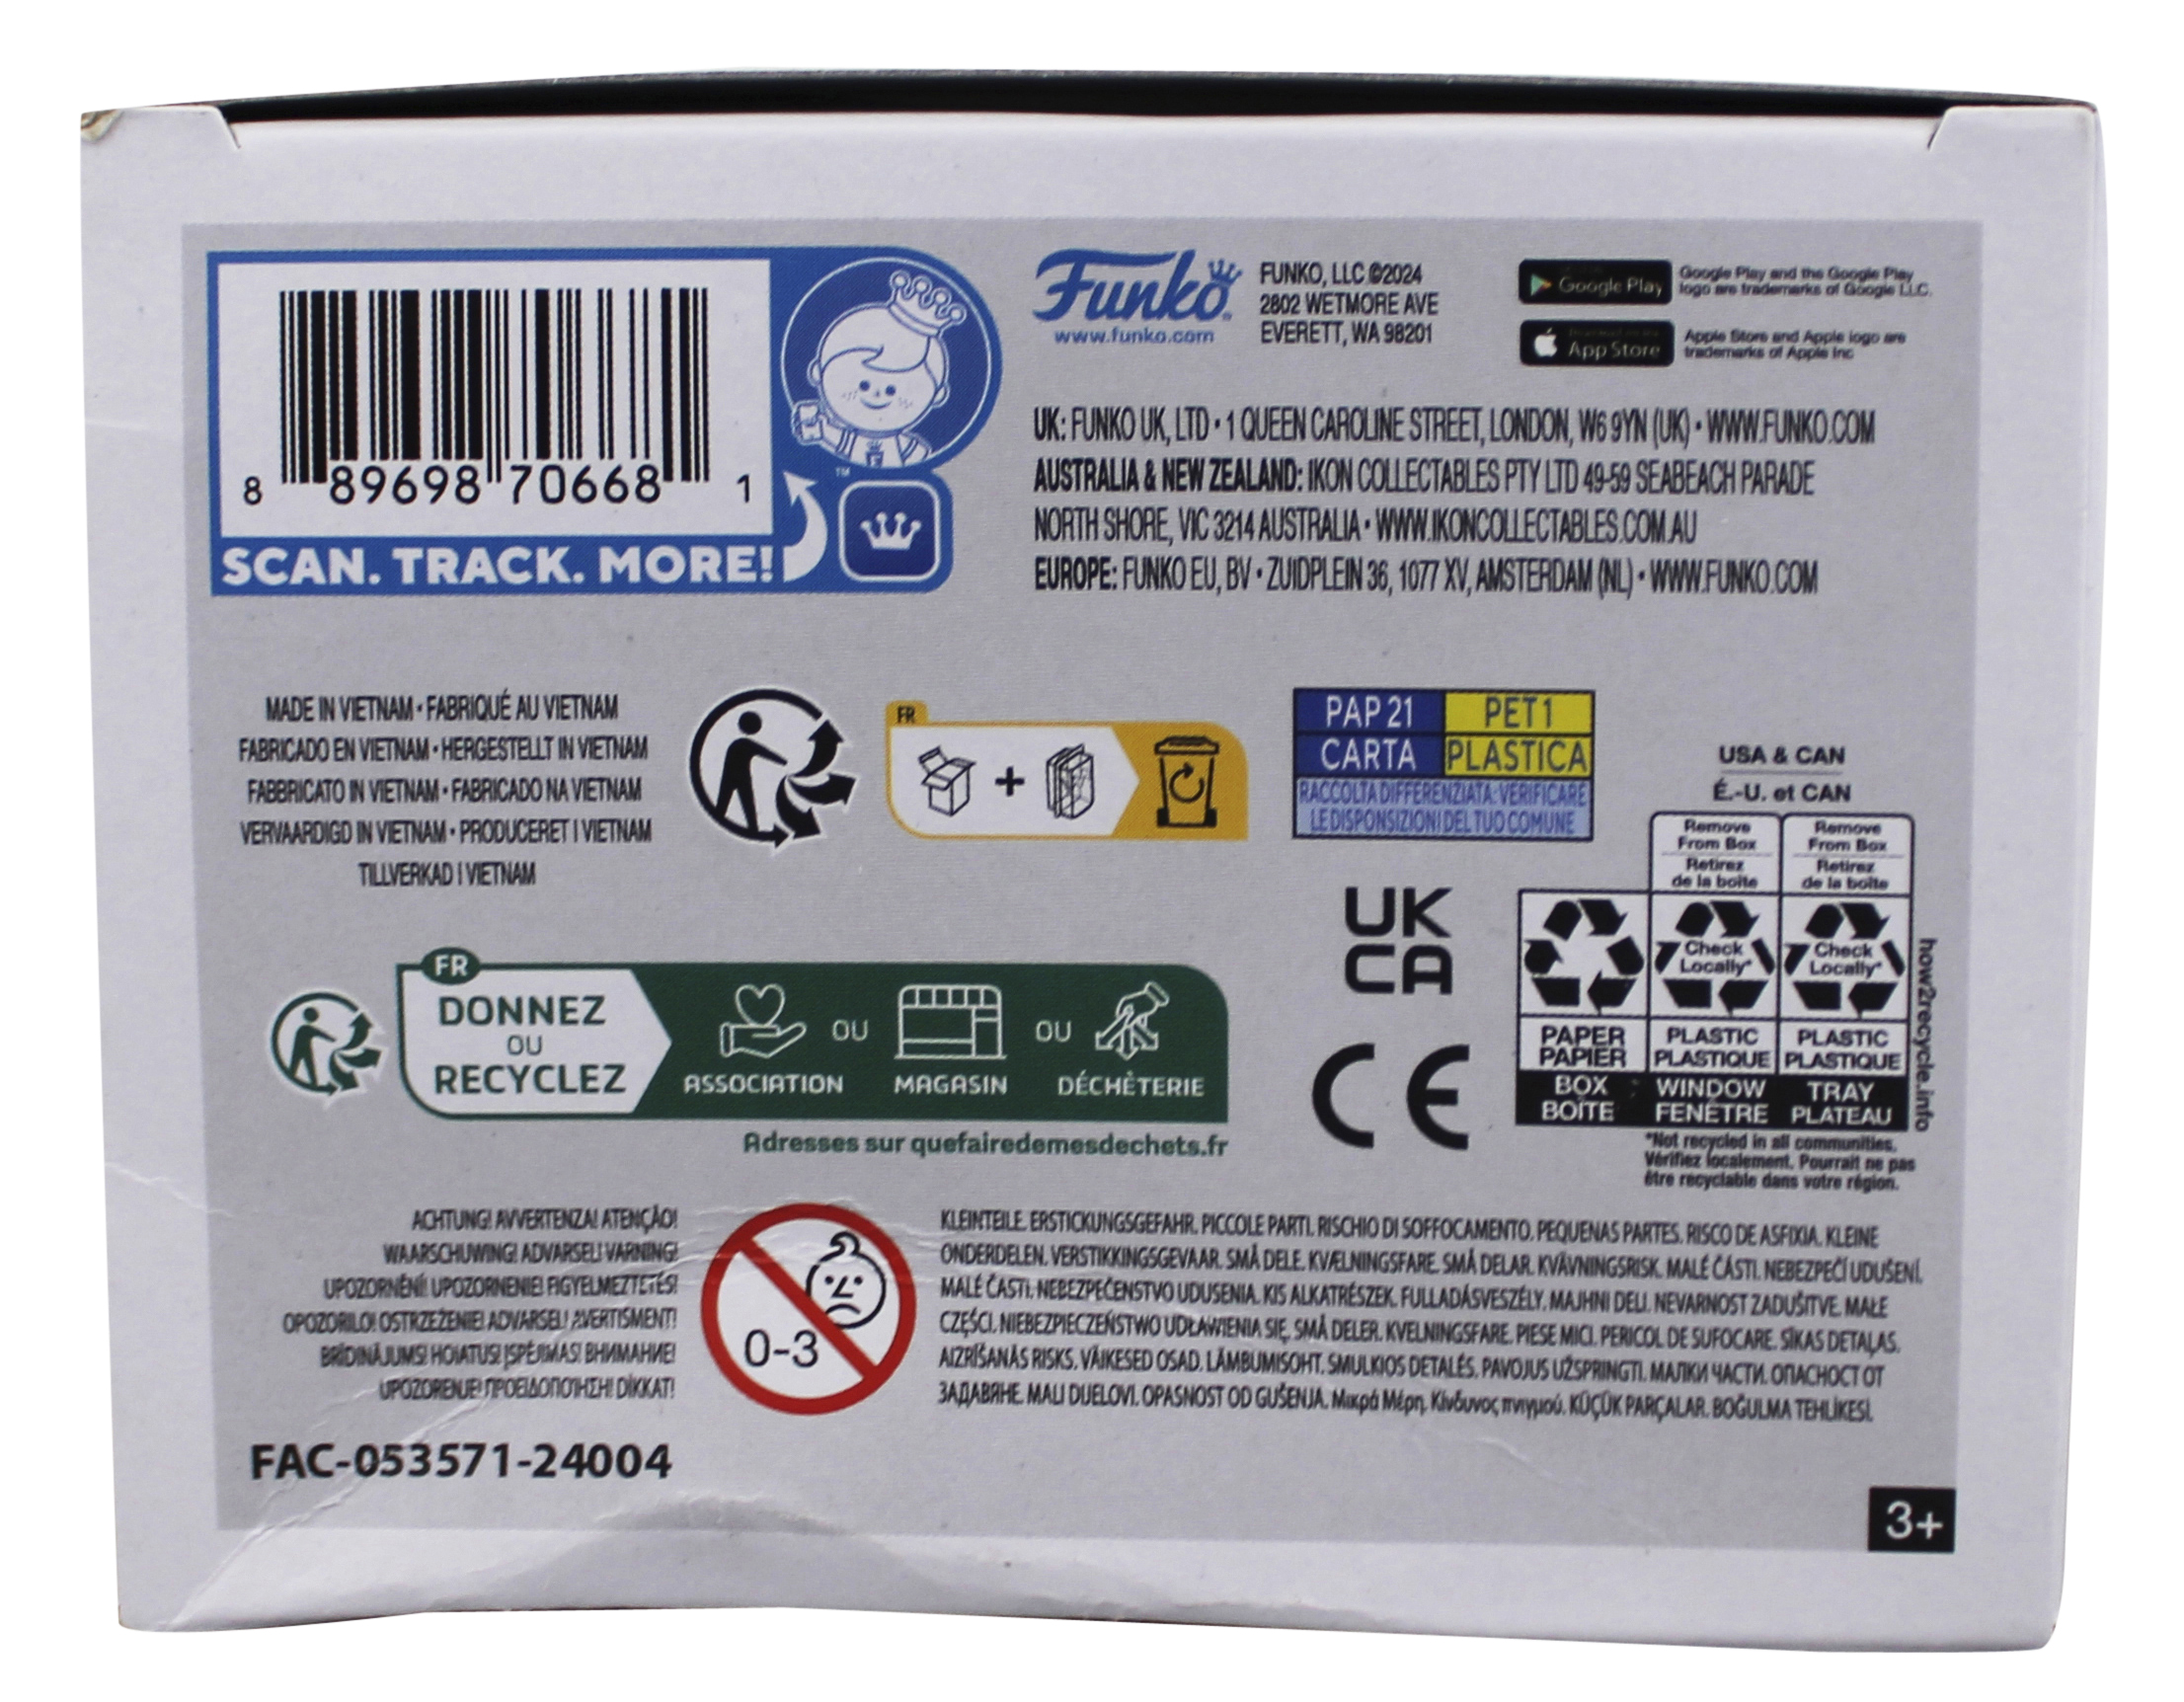 8 89698 70668 1
SCAN. TRACK. MORE!
TM
Funko
www.funko.com
FUNKO, LLC ©2024
2802 WETMORE AVE
EVERETT, WA 98201
Google Play
Google Play and the Google Play
logo are trademarks of Google LLC.
App Store
Apple Store and Apple logo are
trademarks of Apple Inc
UK: FUNKO UK, LTD • 1 QUEEN CAROLINE STREET, LONDON, W6 9YN (UK) • WWW.FUNKO.COM
AUSTRALIA & NEW ZEALAND: IKON COLLECTABLES PTY LTD 49-59 SEABEACH PARADE
NORTH SHORE, VIC 3214 AUSTRALIA • WWW.IKONCOLLECTABLES.COM.AU
EUROPE: FUNKO EU, BV • ZUIDPLEIN 36, 1077 XV, AMSTERDAM (NL) • WWW.FUNKO.COM
MADE IN VIETNAM • FABRIQUÉ AU VIETNAM
FABRICADO EN VIETNAM • HERGESTELLT IN VIETNAM
FABBRICATO IN VIETNAM • FABRICADO NA VIETNAM
VERVAARDIGD IN VIETNAM • PRODUCERET I VIETNAM
TILLVERKAD I VIETNAM
FR
+
PAP 21 PET 1
CARTA PLASTICA
RACCOLTA DIFFERENZIATA: VERIFICARE
LE DISPONSIZIONI DEL TUO COMUNE
USA & CAN
É.-U. et CAN
Remove From Box Retirez de la boîte
Remove From Box Retirez de la boîte
Check Locally*
Check Locally*
PAPER PAPIER
PLASTIC PLASTIQUE
PLASTIC PLASTIQUE
BOX BOÎTE
WINDOW FENÊTRE
TRAY PLATEAU
how2recycle.info
*Not recycled in all communities.
Vérifiez localement. Pourrait ne pas
être recyclable dans votre région.
UK
CA
CE
FR
DONNEZ
OU
RECYCLEZ
ASSOCIATION OU MAGASIN OU DÉCHÈTERIE
Adresses sur quefairedemesdechets.fr
ACHTUNG! AVVERTENZA! ATENÇÃO!
WAARSCHUWING! ADVARSEL! VARNING!
UPOZORNĚNÍ! UPOZORNENIE! FIGYELMEZTETÉS!
OPOZORILO! OSTRZEŻENIE! ADVARSEL! AVERTISMENT!
BRĪDINĀJUMS! HOIATUS! ĮSPĖJIMAS! ВНИМАНИЕ!
UPOZORENJE! ΠΡΟΕΙΔΟΠΟΊΗΣΗ! DİKKAT!
0-3
KLEINTEILE. ERSTICKUNGSGEFAHR. PICCOLE PARTI. RISCHIO DI SOFFOCAMENTO. PEQUENAS PARTES. RISCO DE ASFIXIA. KLEINE
ONDERDELEN. VERSTIKKINGSGEVAAR. SMÅ DELE. KVÆLNINGSFARE. SMÅ DELAR. KVÄVNINGSRISK. MALÉ ČÁSTI. NEBEZPEČÍ UDUŠENÍ.
MALÉ ČASTI. NEBEZPEČENSTVO UDUSENIA. KIS ALKATRÉSZEK. FULLADÁSVESZÉLY. MAJHNI DELI. NEVARNOST ZADUŠITVE. MAŁE
CZĘŚCI. NIEBEZPIECZEŃSTWO UDŁAWIENIA SIĘ. SMÅ DELER. KVELNINGSFARE. PIESE MICI. PERICOL DE SUFOCARE. SĪKAS DETAĻAS.
AIZRĪŠANĀS RISKS. VÄIKESED OSAD. LÄMBUMISOHT. SMULKIOS DETALĖS. PAVOJUS UŽSPRINGTI. МАЛКИ ЧАСТИ. ОПАСНОСТ ОТ
ЗАДАВЯНЕ. MALI DIJELOVI. OPASNOST OD GUŠENJA. Μικρά Μέρη. Κίνδυνος πνιγμού. KÜÇÜK PARÇALAR. BOĞULMA TEHLİKESİ.
FAC-053571-24004
3+